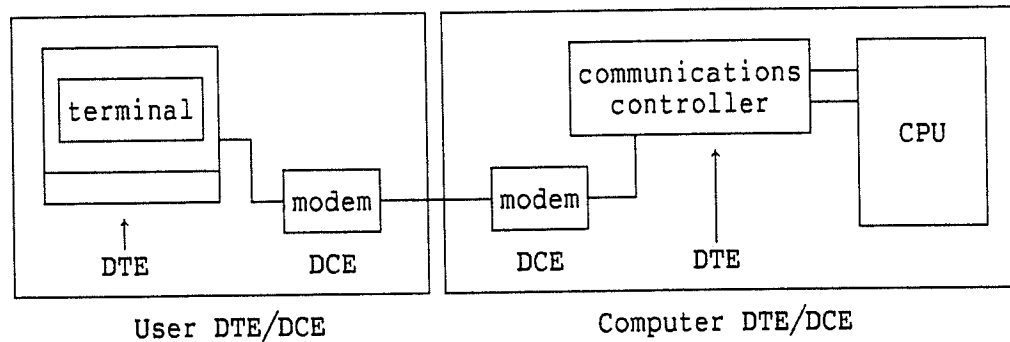 terminal
modem
DTE
DCE
User DTE/DCE
communications
controller
CPU
modem
DCE
DTE
Computer DTE/DCE